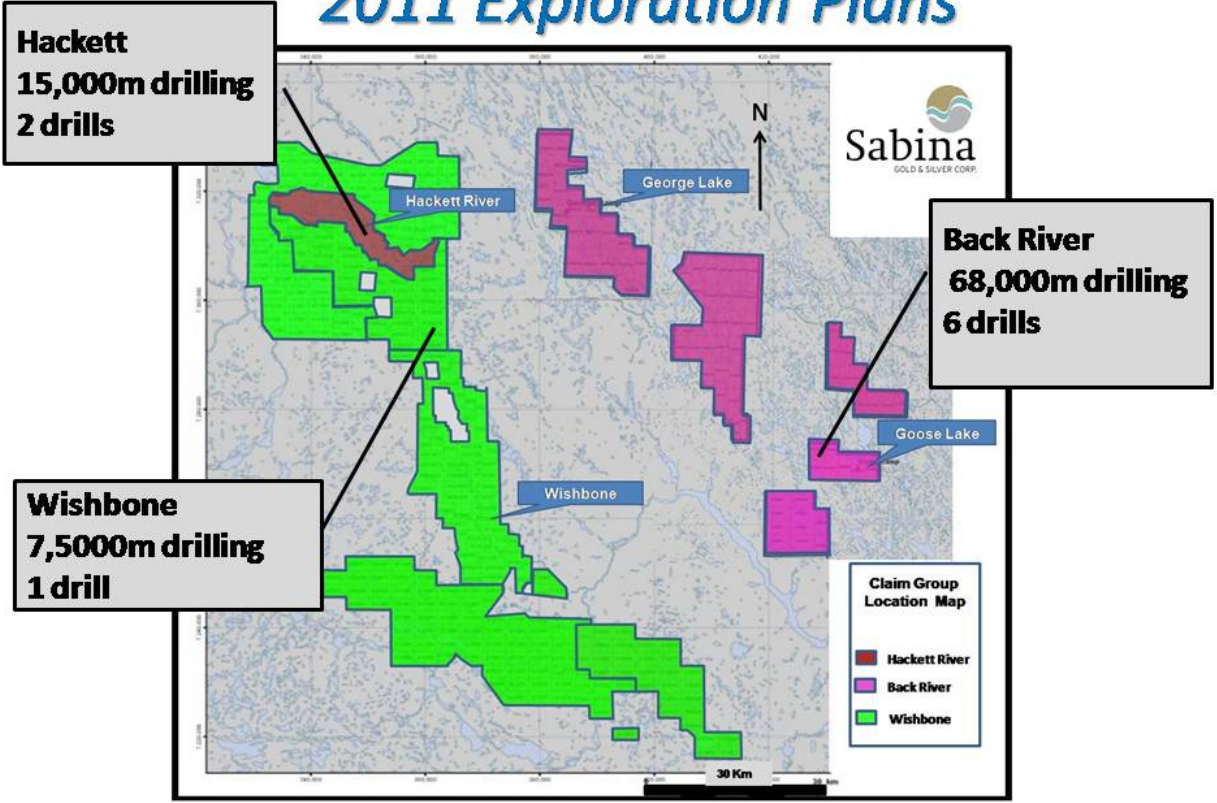 2011 Exploration Plans
Hackett
15,000m drilling
2 drills
N
Sabina
GOLD & SILVER CORP.
George Lake
Hackett River
Back River
68,000m drilling
6 drills
Goose Lake
Wishbone
Wishbone
7,5000m drilling
1 drill
Claim Group
Location Map
Hackett River
Back River
Wishbone
30 Km
30 km